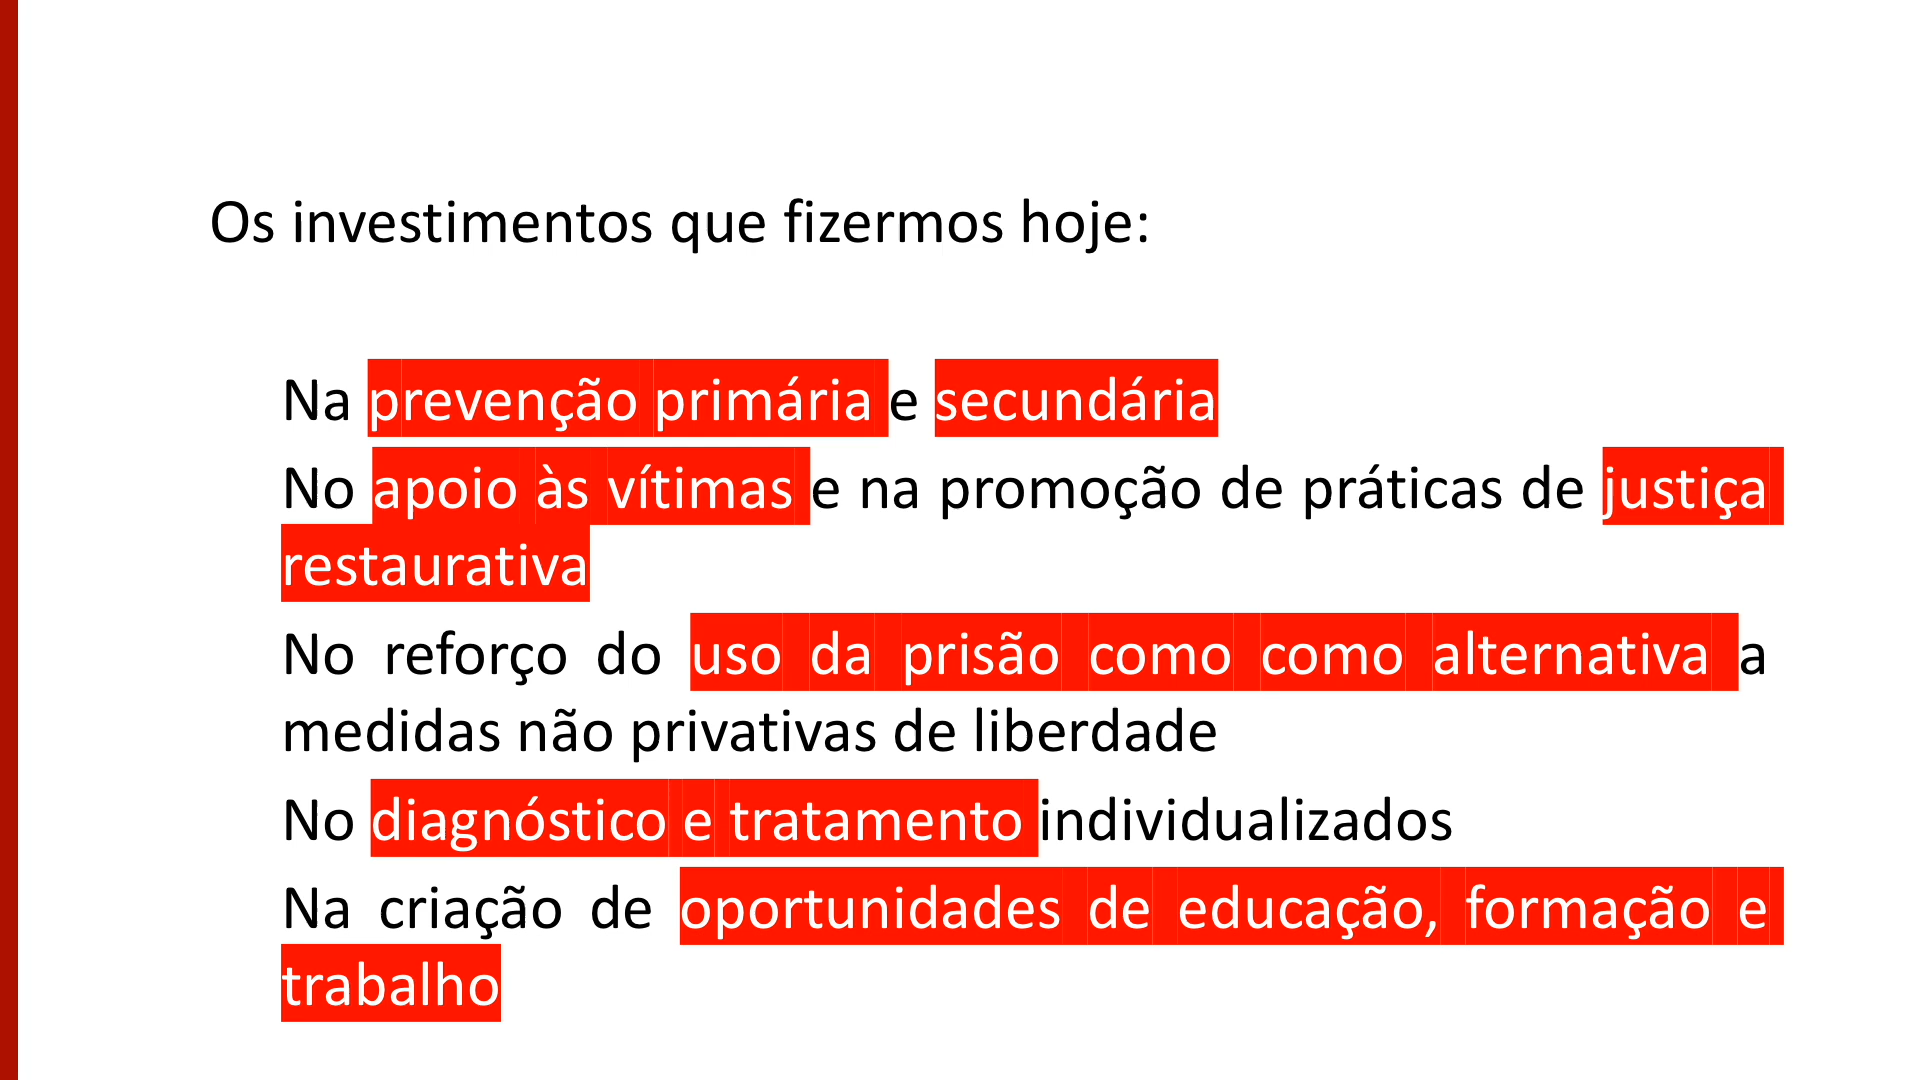 Os investimentos que fizermos hoje:
Na prevenção primária e secundária
No apoio às vítimas e na promoção de práticas de justiça
restaurativa
No reforço do uso da prisão como como alternativa a
medidas não privativas de liberdade
No diagnóstico e tratamento individualizados
Na criação de oportunidades de educação, formação e
trabalho